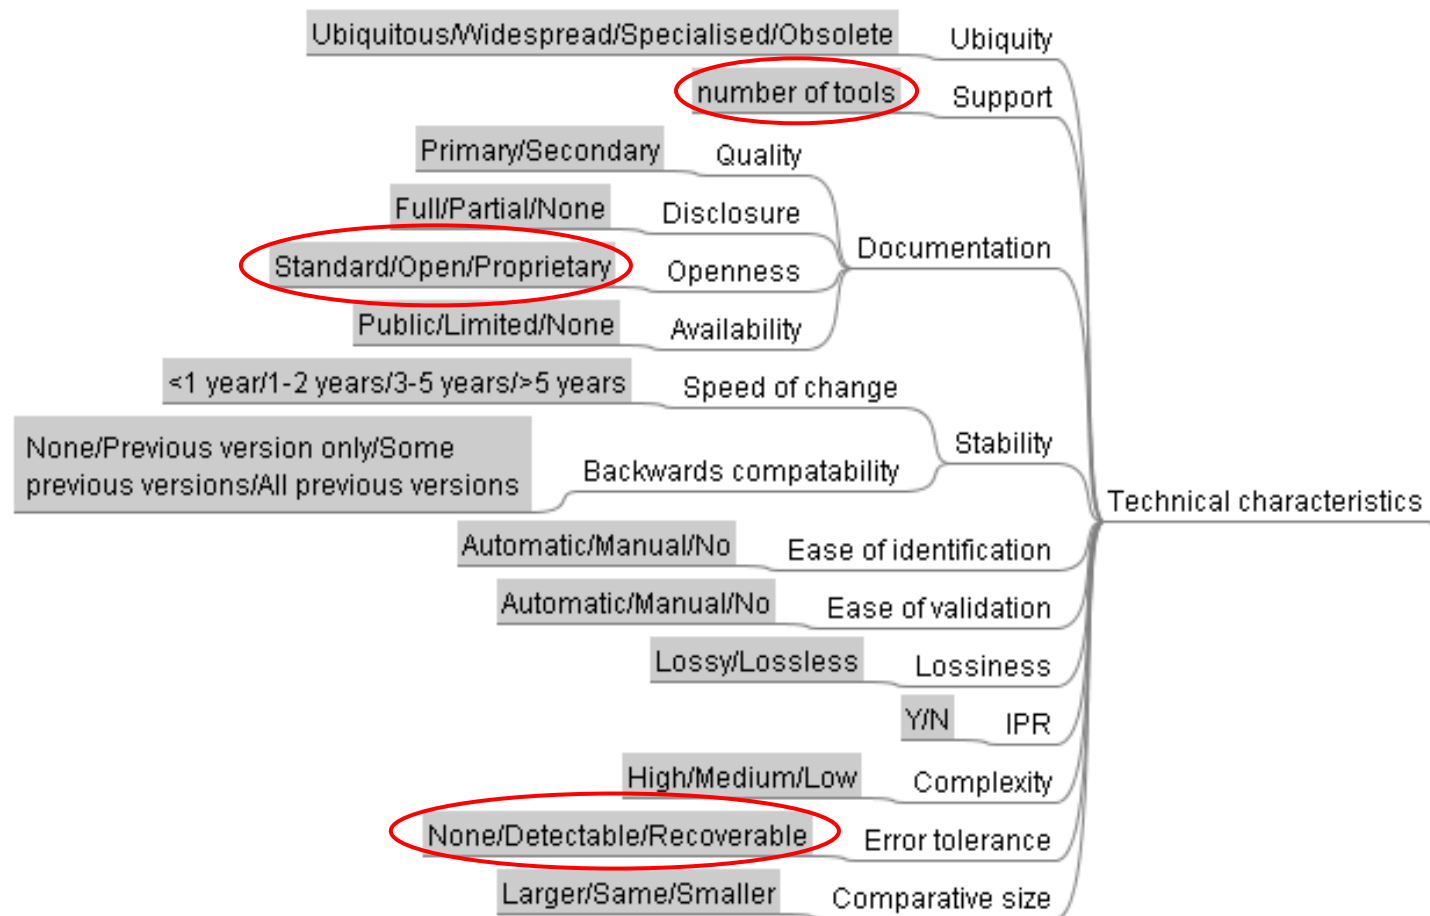 Ubiquitous/Widespread/Specialised/Obsolete Ubiquity
number of tools Support
Primary/Secondary Quality
Full/Partial/None Disclosure
Documentation
Standard/Open/Proprietary Openness
Public/Limited/None Availability
<1 year/1-2 years/3-5 years/>5 years Speed of change
Stability
None/Previous version only/Some
previous versions/All previous versions
Backwards compatability
Technical characteristics
Automatic/Manual/No Ease of identification
Automatic/Manual/No Ease of validation
Lossy/Lossless Lossiness
Y/N IPR
High/Medium/Low Complexity
None/Detectable/Recoverable Error tolerance
Larger/Same/Smaller Comparative size